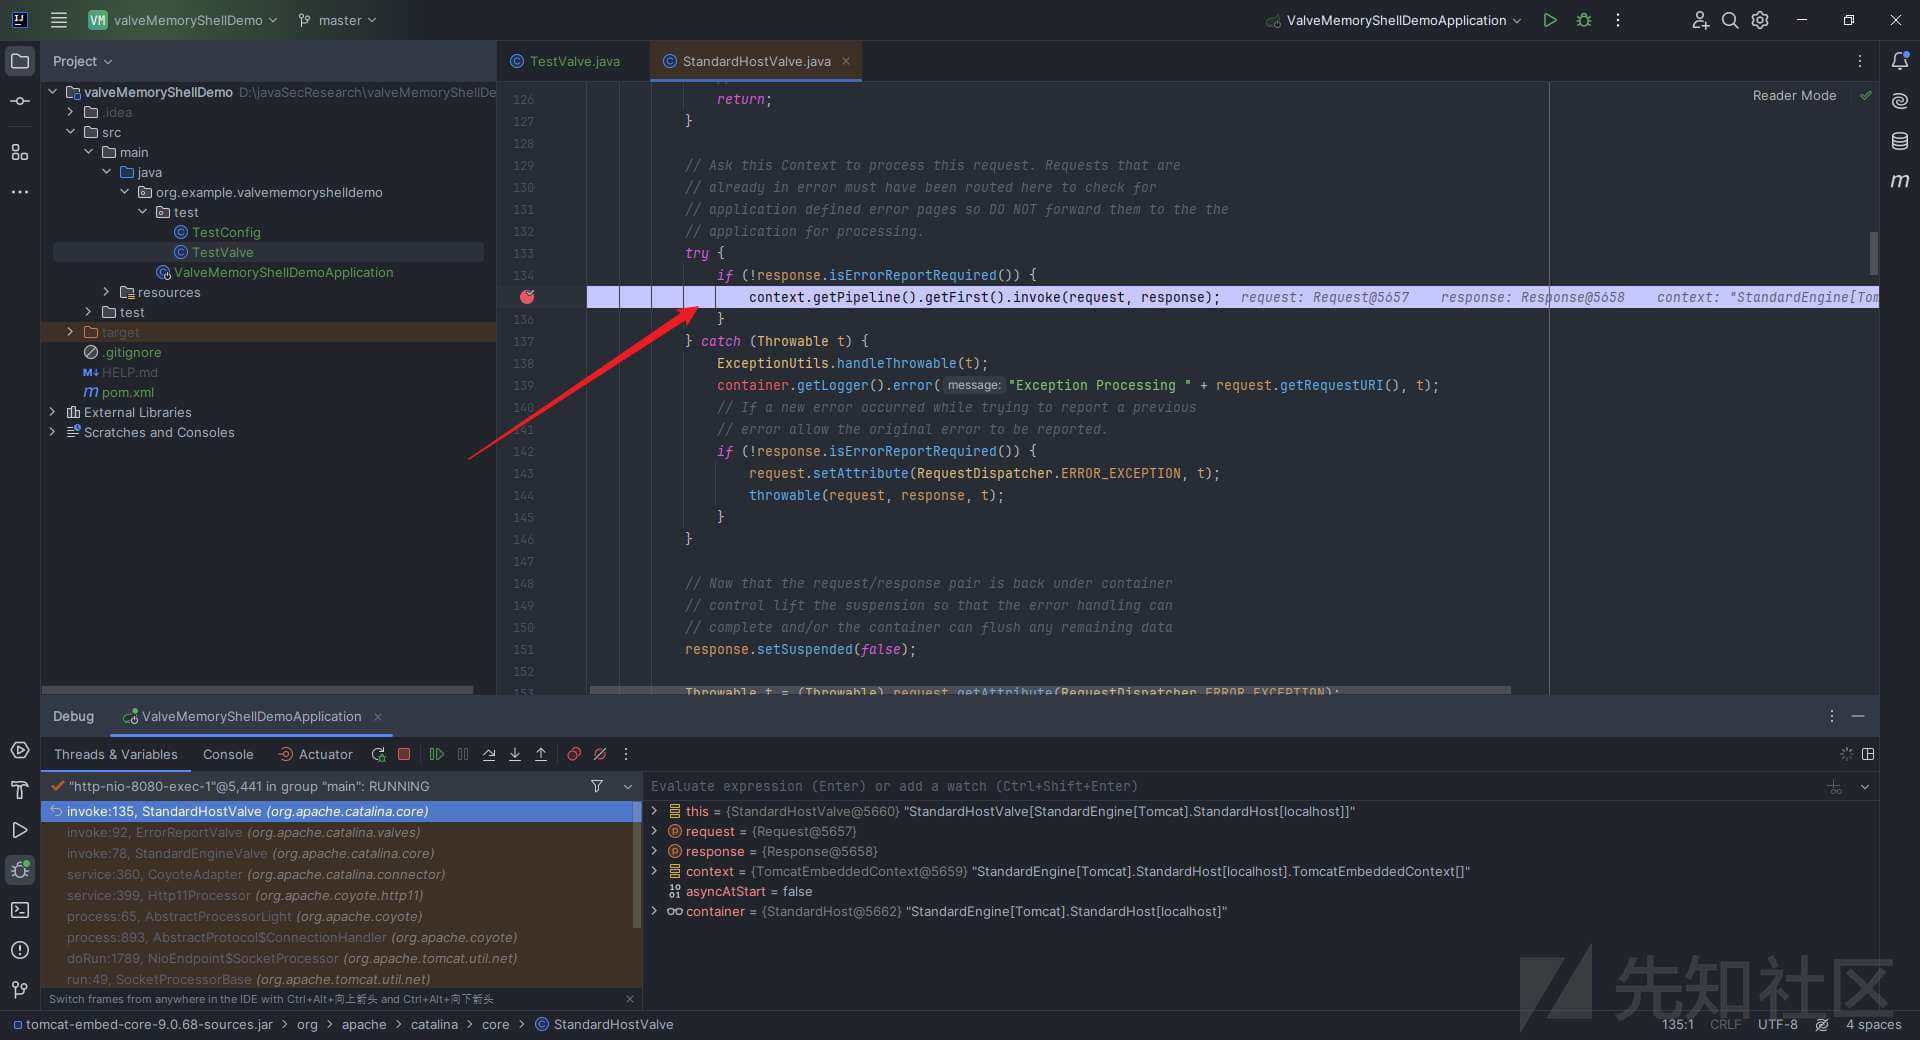 VM valveMemoryShellDemo master ValveMemoryShellDemoApplication
Project
TestValve.java StandardHostValve.java
valveMemoryShellDemo D:\javaSecResearch\valveMemoryShellDe
.idea
src
main
java
org.example.valvememoryshelldemo
test
TestConfig
TestValve
ValveMemoryShellDemoApplication
resources
test
target
.gitignore
M↓ HELP.md
m pom.xml
External Libraries
Scratches and Consoles
Reader Mode
126 return;
127 }
128
129 // Ask this Context to process this request. Requests that are
130 // already in error must have been routed here to check for
131 // application defined error pages so DO NOT forward them to the the
132 // application for processing.
133 try {
134 if (!response.isErrorReportRequired()) {
context.getPipeline().getFirst().invoke(request, response); request: Request@5657 response: Response@5658 context: "StandardEngine[Tom
136 }
137 } catch (Throwable t) {
138 ExceptionUtils.handleThrowable(t);
139 container.getLogger().error( message: "Exception Processing " + request.getRequestURI(), t);
140 // If a new error occurred while trying to report a previous
141 // error allow the original error to be reported.
142 if (!response.isErrorReportRequired()) {
143 request.setAttribute(RequestDispatcher.ERROR_EXCEPTION, t);
144 throwable(request, response, t);
145 }
146 }
147
148 // Now that the request/response pair is back under container
149 // control lift the suspension so that the error handling can
150 // complete and/or the container can flush any remaining data
151 response.setSuspended(false);
152
153 Throwable t = (Throwable) request.getAttribute(RequestDispatcher.ERROR_EXCEPTION);
Debug ValveMemoryShellDemoApplication
Threads & Variables Console Actuator
"http-nio-8080-exec-1"@5,441 in group "main": RUNNING
invoke:135, StandardHostValve (org.apache.catalina.core)
invoke:92, ErrorReportValve (org.apache.catalina.valves)
invoke:78, StandardEngineValve (org.apache.catalina.core)
service:360, CoyoteAdapter (org.apache.catalina.connector)
service:399, Http11Processor (org.apache.coyote.http11)
process:65, AbstractProcessorLight (org.apache.coyote)
process:893, AbstractProtocol$ConnectionHandler (org.apache.coyote)
doRun:1789, NioEndpoint$SocketProcessor (org.apache.tomcat.util.net)
run:49, SocketProcessorBase (org.apache.tomcat.util.net)
Switch frames from anywhere in the IDE with Ctrl+Alt+向上箭头 and Ctrl+Alt+向下箭头
Evaluate expression (Enter) or add a watch (Ctrl+Shift+Enter)
this = {StandardHostValve@5660} "StandardHostValve[StandardEngine[Tomcat].StandardHost[localhost]]"
request = {Request@5657}
response = {Response@5658}
context = {TomcatEmbeddedContext@5659} "StandardEngine[Tomcat].StandardHost[localhost].TomcatEmbeddedContext[]"
asyncAtStart = false
container = {StandardHost@5662} "StandardEngine[Tomcat].StandardHost[localhost]"
先知社区
tomcat-embed-core-9.0.68-sources.jar > org > apache > catalina > core > StandardHostValve
135:1 CRLF UTF-8 4 spaces